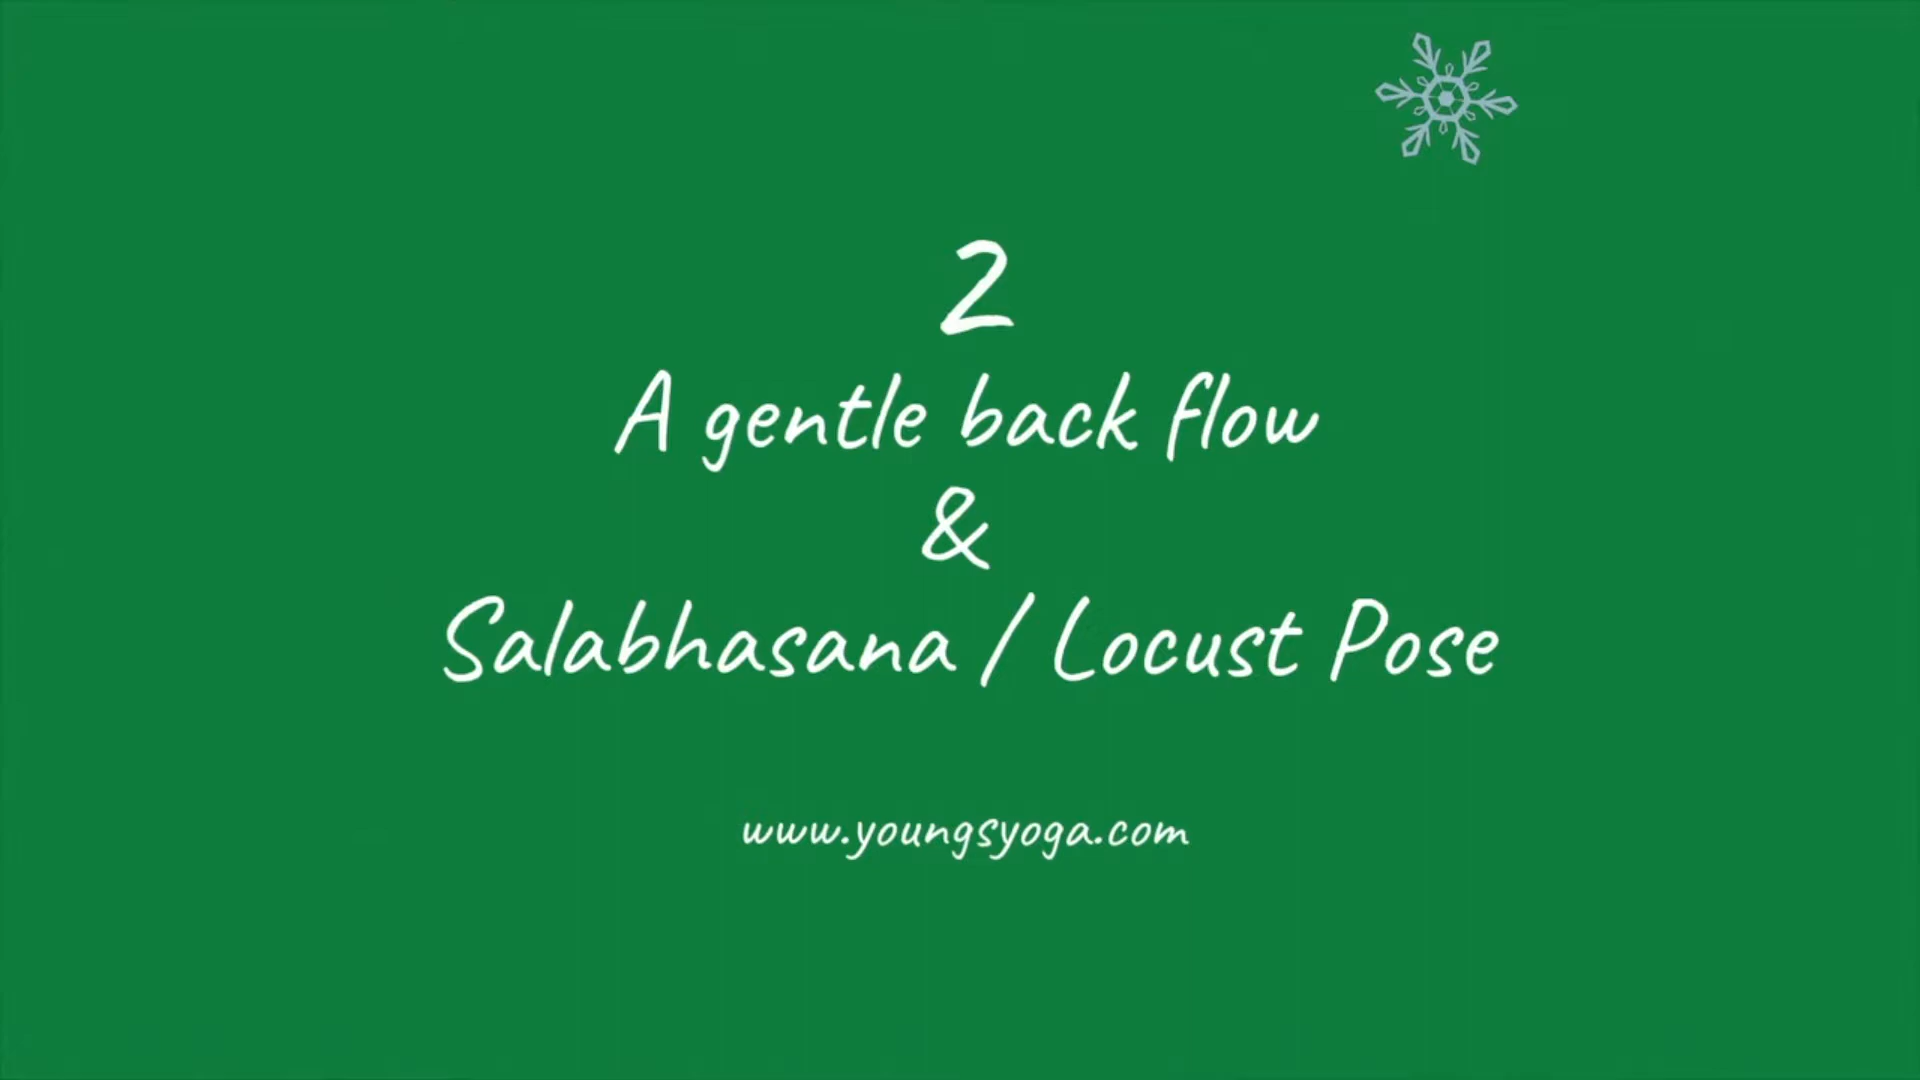 2
A gentle back flow
&
Salabhasana / Locust Pose
www.youngsyoga.com